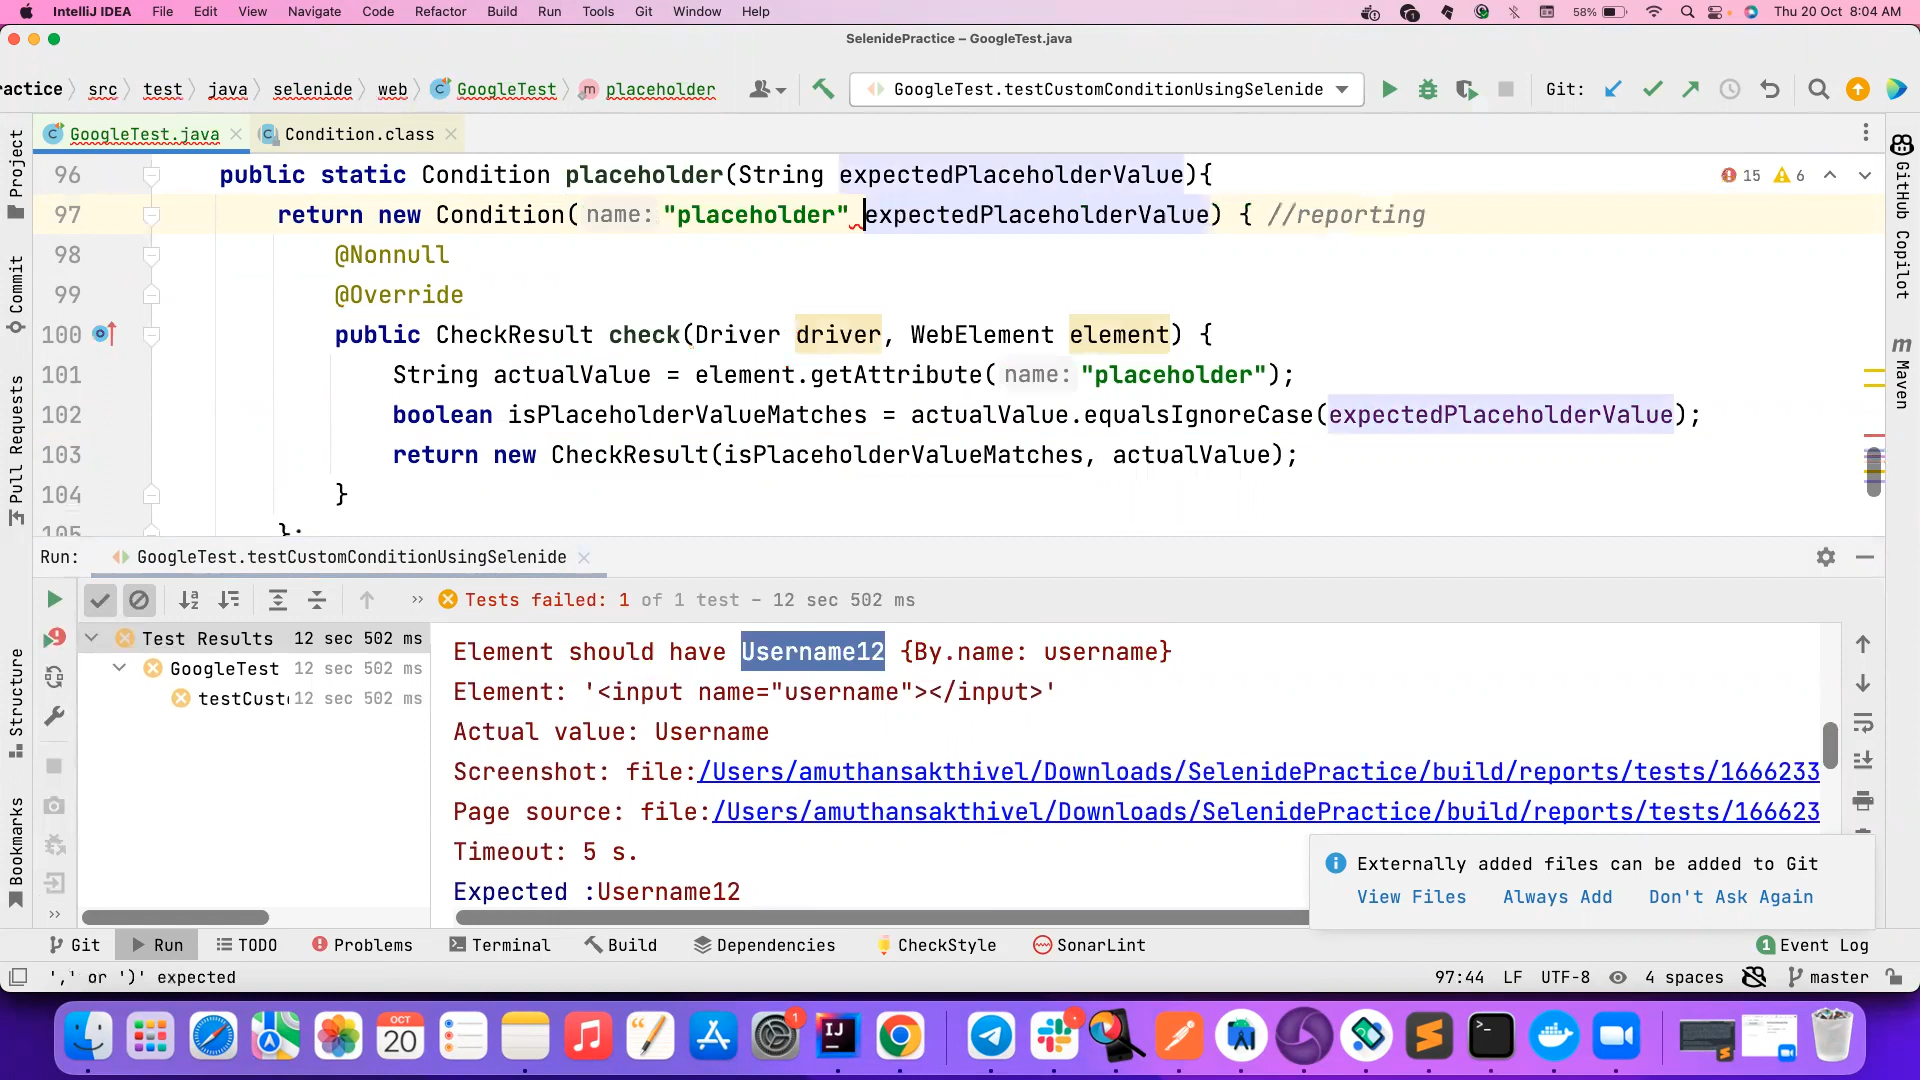 IntelliJ IDEA File Edit View Navigate Code Refactor Build Run Tools Git Window Help 58% Thu 20 Oct 8:04 AM
SelenidePractice – GoogleTest.java
ractice src test java selenide web GoogleTest placeholder GoogleTest.testCustomConditionUsingSelenide Git:
GoogleTest.java Condition.class
96 public static Condition placeholder(String expectedPlaceholderValue){ 15 6
97 return new Condition( name: "placeholder" expectedPlaceholderValue) { //reporting
98 @Nonnull
99 @Override
100 public CheckResult check(Driver driver, WebElement element) {
101 String actualValue = element.getAttribute( name: "placeholder");
102 boolean isPlaceholderValueMatches = actualValue.equalsIgnoreCase(expectedPlaceholderValue);
103 return new CheckResult(isPlaceholderValueMatches, actualValue);
104 }
105 };
Run: GoogleTest.testCustomConditionUsingSelenide
Tests failed: 1 of 1 test – 12 sec 502 ms
Test Results 12 sec 502 ms
GoogleTest 12 sec 502 ms
testCust 12 sec 502 ms
Element should have Username12 {By.name: username}
Element: '<input name="username"></input>'
Actual value: Username
Screenshot: file:/Users/amuthansakthivel/Downloads/SelenidePractice/build/reports/tests/1666233
Page source: file:/Users/amuthansakthivel/Downloads/SelenidePractice/build/reports/tests/166623
Timeout: 5 s.
Expected :Username12
Externally added files can be added to Git
View Files Always Add Don't Ask Again
Project
Commit
Pull Requests
Structure
Bookmarks
GitHub Copilot
m Maven
Git Run TODO Problems Terminal Build Dependencies CheckStyle SonarLint 1 Event Log
',' or ')' expected 97:44 LF UTF-8 4 spaces master
OCT
20
1
IJ